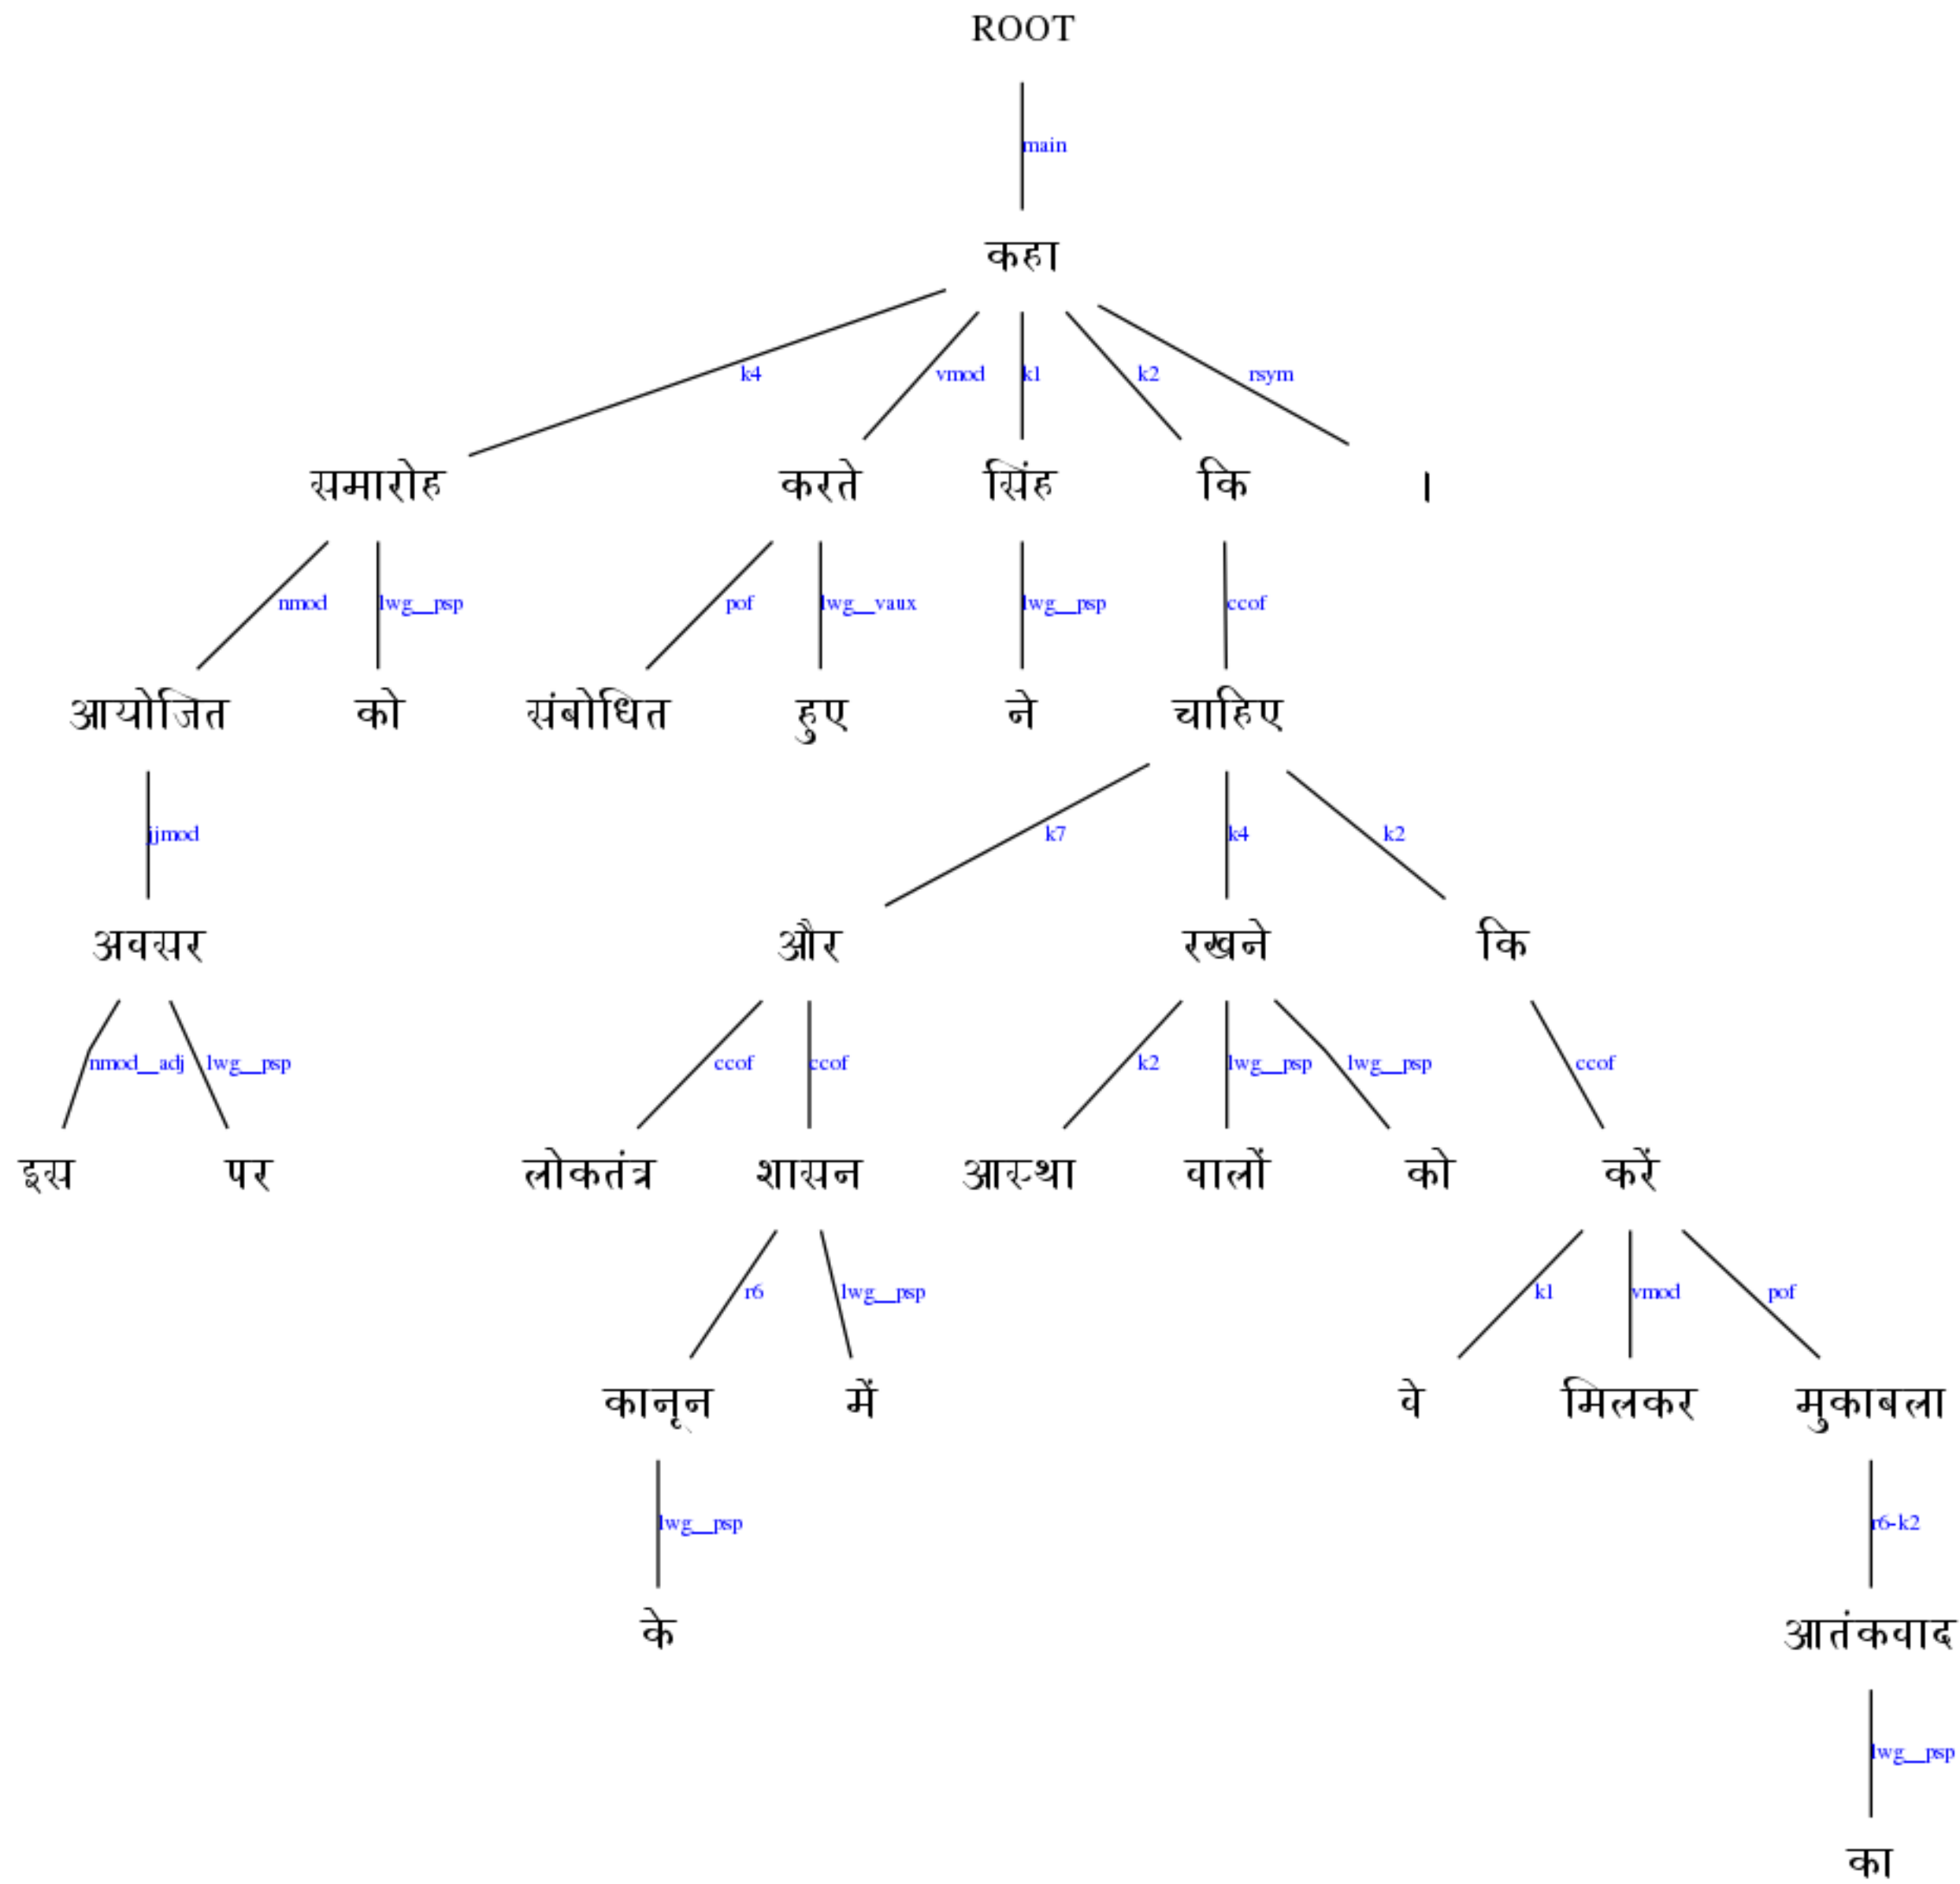 ROOT
main
कहा
k4 vmod k1 k2 rsym
समारोह करते सिंह कि ।
nmod lwg__psp pof lwg__vaux lwg__psp ccof
आयोजित को संबोधित हुए ने चाहिए
jjmod k7 k4 k2
अवसर और रखने कि
nmod__adj lwg__psp ccof ccof k2 lwg__psp lwg__psp ccof
इस पर लोकतंत्र शासन आस्था वालों को करें
r6 lwg__psp k1 vmod pof
कानून में वे मिलकर मुकाबला
lwg__psp r6-k2
के आतंकवाद
lwg__psp
का